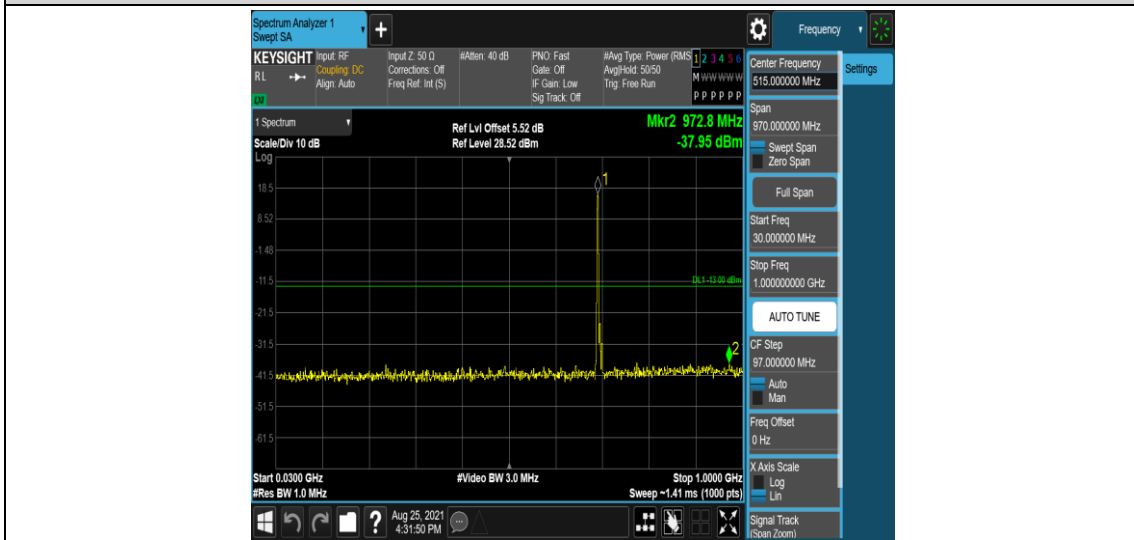 Spectrum Analyzer 1
Swept SA
+
Frequency
KEYSIGHT
RL
Input: RF
Coupling: DC
Align: Auto
Input Z: 50 Ω
Corrections: Off
Freq Ref: Int (S)
#Atten: 40 dB
PNO: Fast
Gate: Off
IF Gain: Low
Sig Track: Off
#Avg Type: Power (RMS
Avg|Hold: 50/50
Trig: Free Run
1 2 3 4 5 6
M W W W W W
P P P P P P
1 Spectrum
Scale/Div 10 dB
Log
Ref Lvl Offset 5.52 dB
Ref Level 28.52 dBm
Mkr2 972.8 MHz
-37.95 dBm
1
18.5
8.52
-1.48
-11.5
DL1 -13.00 dBm
-21.5
-31.5
2
-41.5
-51.5
-61.5
Start 0.0300 GHz
#Res BW 1.0 MHz
#Video BW 3.0 MHz
Stop 1.0000 GHz
Sweep ~1.41 ms (1000 pts)
?
Aug 25, 2021
4:31:50 PM
Center Frequency
515.000000 MHz
Settings
Span
970.000000 MHz
Swept Span
Zero Span
Full Span
Start Freq
30.000000 MHz
Stop Freq
1.000000000 GHz
AUTO TUNE
CF Step
97.000000 MHz
Auto
Man
Freq Offset
0 Hz
X Axis Scale
Log
Lin
Signal Track
(Span Zoom)